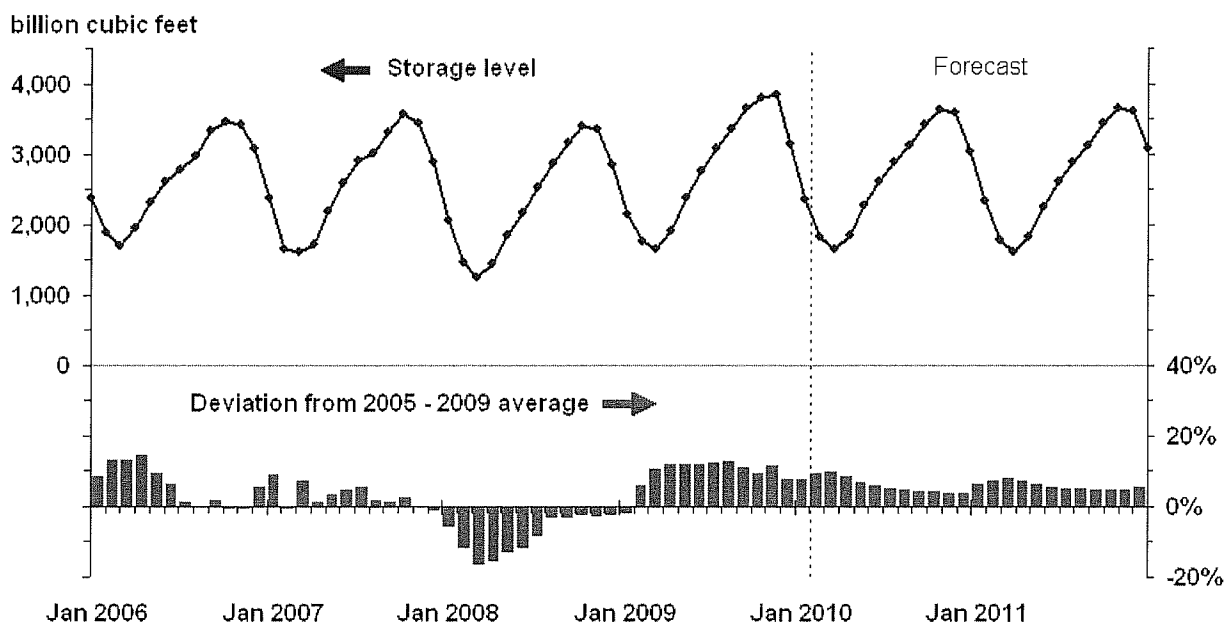 billion cubic feet
Storage level
Forecast
4,000
3,000
2,000
1,000
0
40%
Deviation from 2005 - 2009 average
20%
0%
-20%
Jan 2006 Jan 2007 Jan 2008 Jan 2009 Jan 2010 Jan 2011